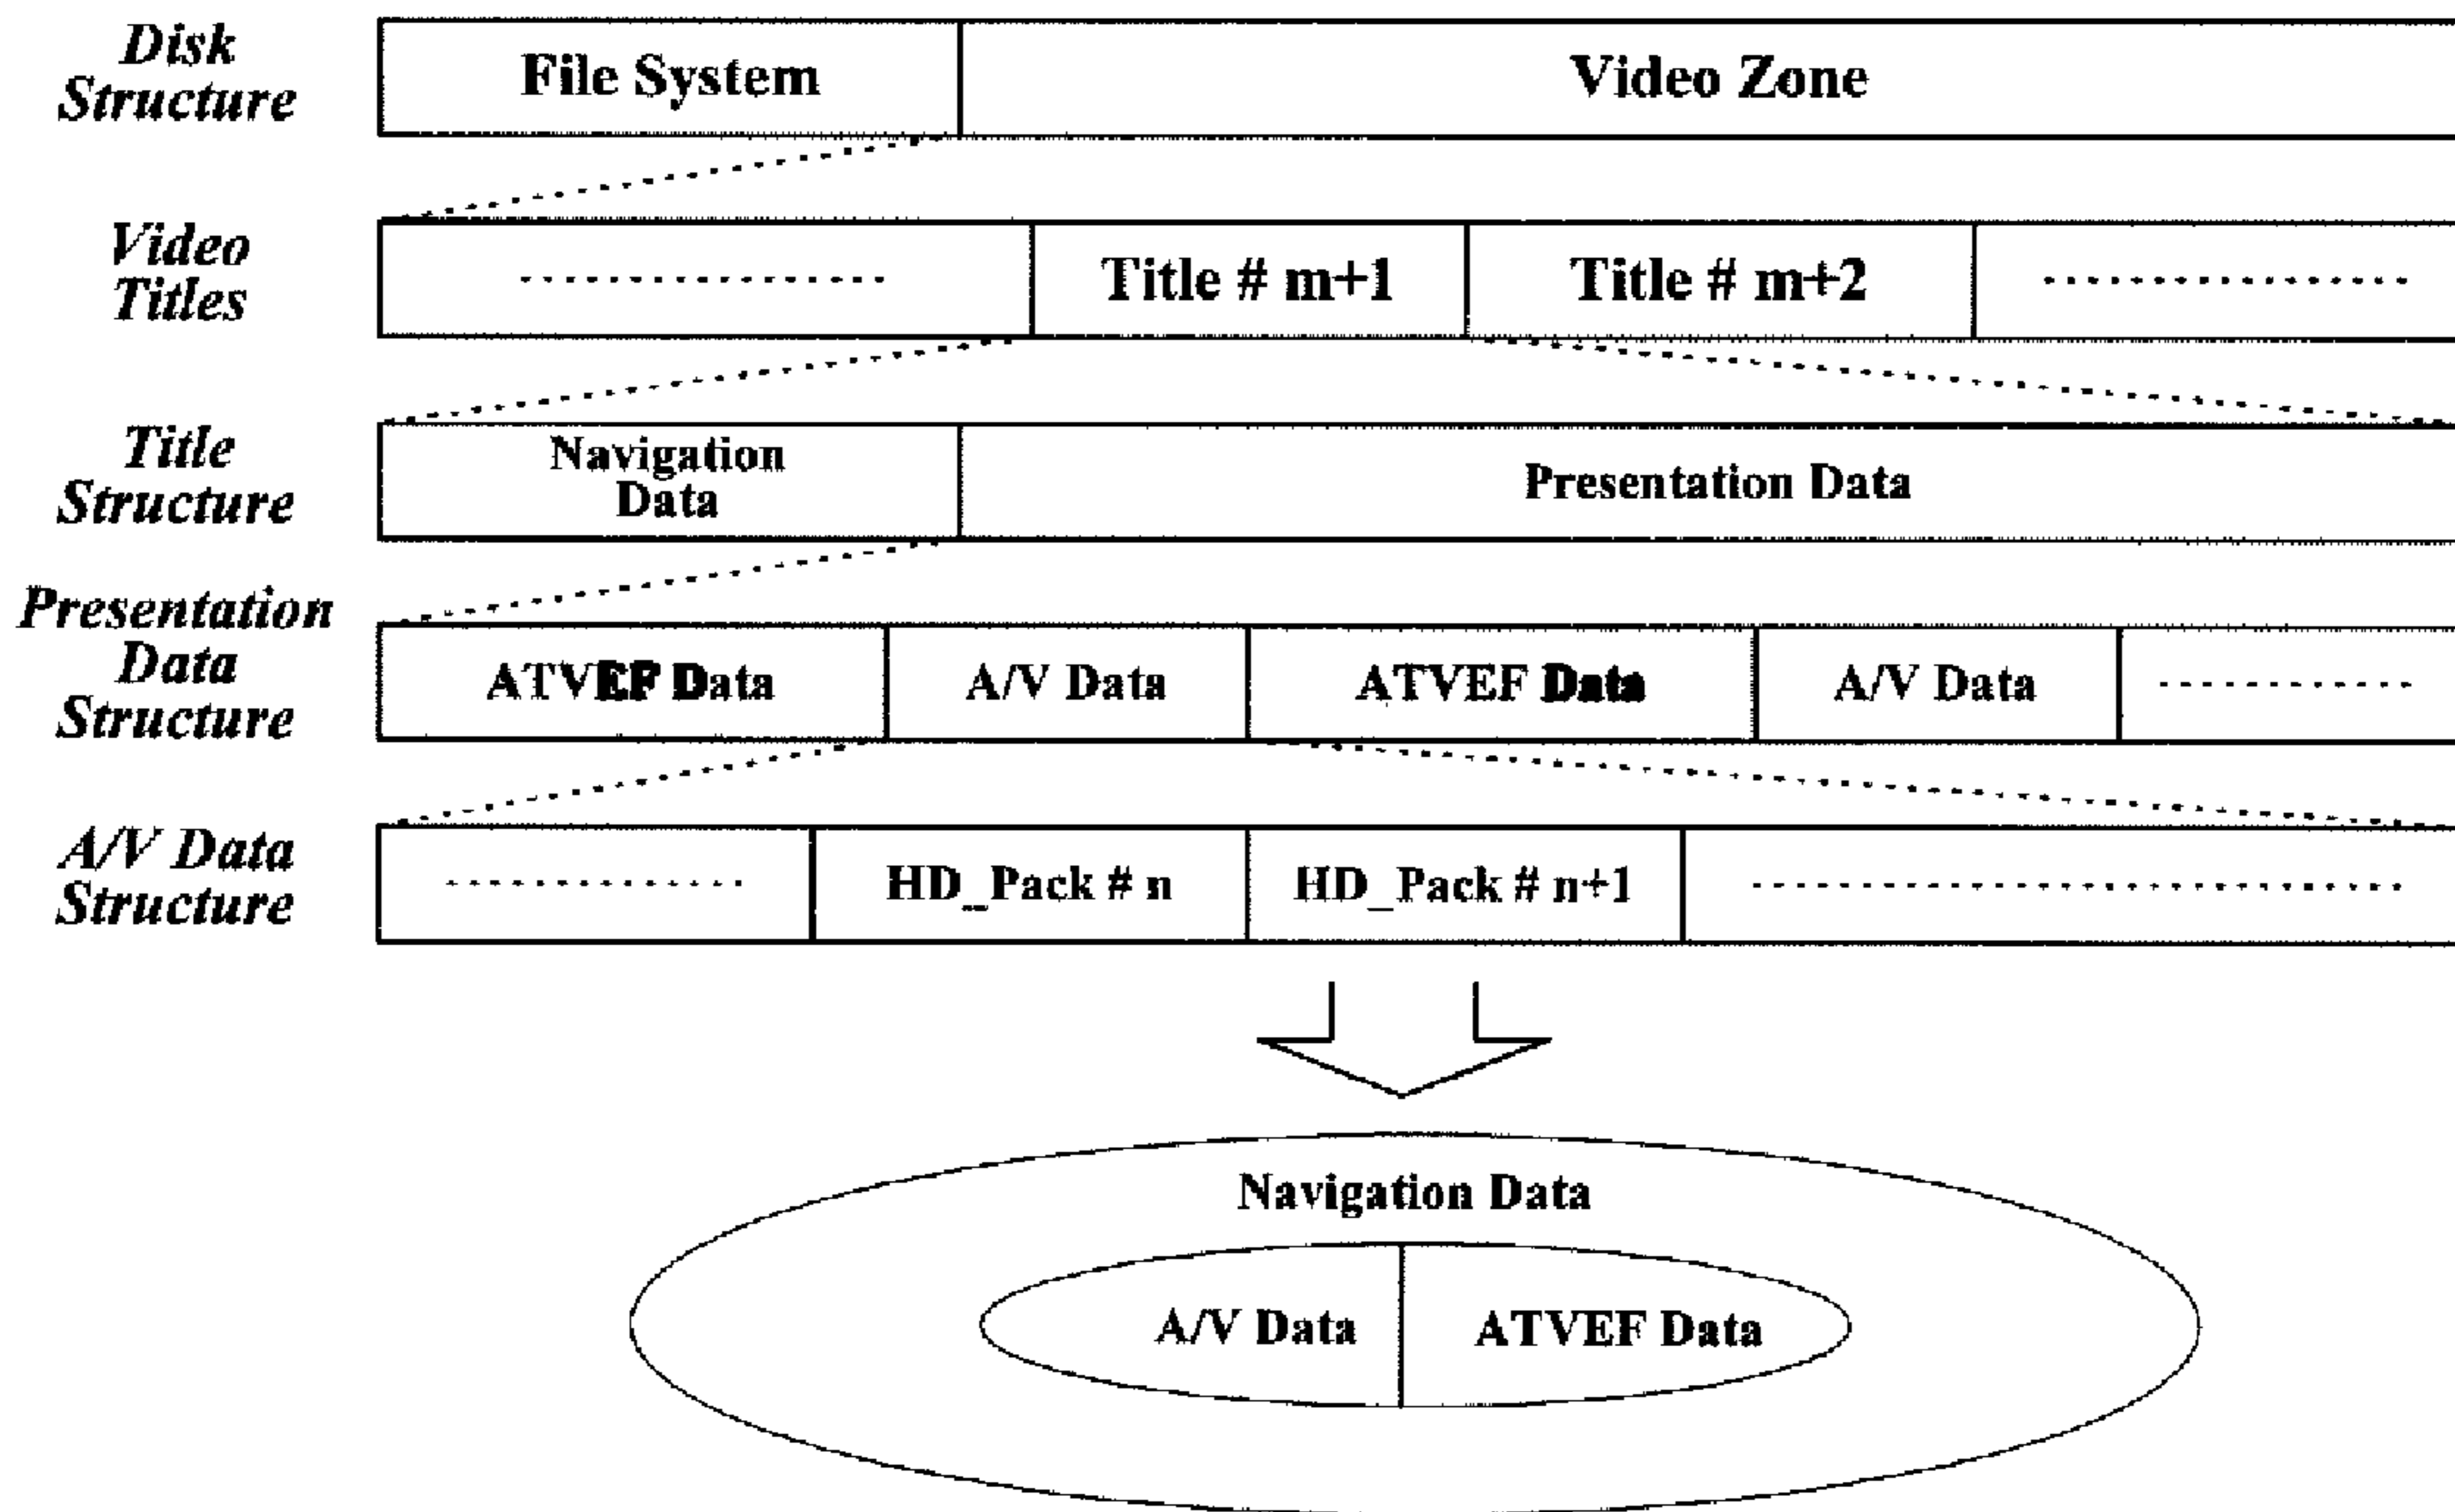 Disk
Structure
File System
Video Zone
Video
Titles
Title # m+1
Title # m+2
Title
Structure
Navigation
Data
Presentation Data
Presentation
Data
Structure
ATVEF Data
A/V Data
ATVEF Data
A/V Data
A/V Data
Structure
HD_Pack # n
HD_Pack # n+1
Navigation Data
A/V Data
ATVEF Data